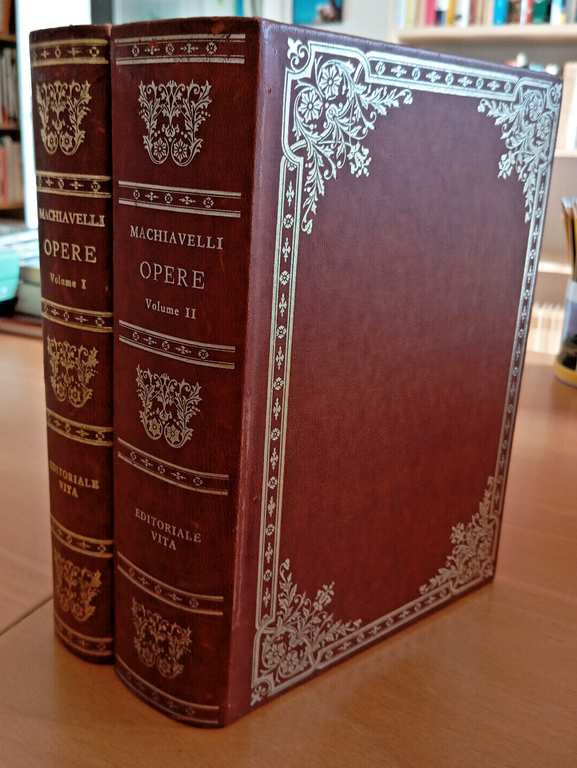 MACHIAVELLI
OPERE
Volume I
EDITORIALE
VITA
MACHIAVELLI
OPERE
Volume II
EDITORIALE
VITA